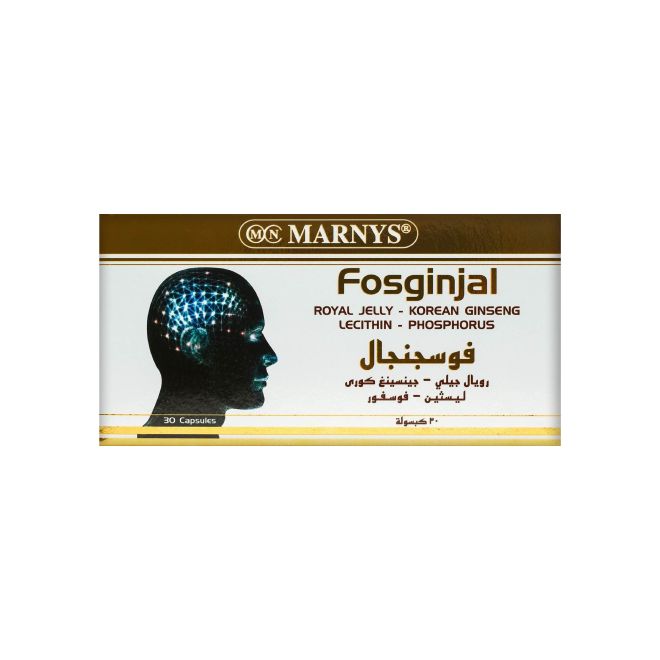 MN MARNYS®
Fosginjal
ROYAL JELLY - KOREAN GINSENG
LECITHIN - PHOSPHORUS
فوسجنجال
رويال جيلي - جينسينغ كورى
ليسثين - فوسفور
30 Capsules
٣٠ كبسولة